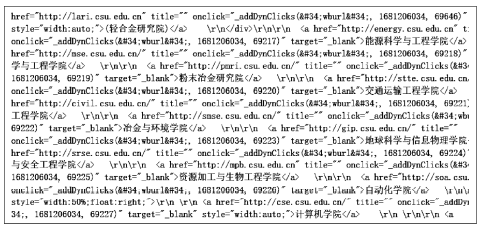 href="http://lari.csu.edu.cn" title="" onclick="_addDynClicks(&#34;wburl&#34;, 1681206034, 69646)"
style="width:auto;">(轻合金研究院)</a>   \r\n</div>\r\n\r\n   <a href="http://energy.csu.edu.cn" t
onclick="_addDynClicks(&#34;wburl&#34;, 1681206034, 69217)" target="_blank">能源科学与工程学院</a>
href="http://mse.csu.edu.cn/" title="" onclick="_addDynClicks(&#34;wburl&#34;, 1681206034, 69218)"
学与工程学院</a>   \r\n\r\n   <a href="http://pmri.csu.edu.cn/" title="" onclick="_addDynClicks(&#3
1681206034, 69219)" target="_blank">粉末冶金研究院</a>   \r\n\r\n   <a href="http://stte.csu.edu.cn.
onclick="_addDynClicks(&#34;wburl&#34;, 1681206034, 69220)" target="_blank">交通运输工程学院</a>
href="http://civil.csu.edu.cn/" title="" onclick="_addDynClicks(&#34;wburl&#34;, 1681206034, 69221
工程学院</a>   \r\n\r\n   <a href="http://smse.csu.edu.cn/" title="" onclick="_addDynClicks(&#34;wb
69222)" target="_blank">冶金与环境学院</a>   \r\n\r\n   <a href="http://gip.csu.edu.cn/" title=""
onclick="_addDynClicks(&#34;wburl&#34;, 1681206034, 69223)" target="_blank">地球科学与信息物理学院
href="http://srse.csu.edu.cn/" title="" onclick="_addDynClicks(&#34;wburl&#34;, 1681206034, 69224)"
与安全工程学院</a>   \r\n\r\n   <a href="http://mpb.csu.edu.cn/" title="" onclick="_addDynClicks(&#3
1681206034, 69225)" target="_blank">资源加工与生物工程学院</a>   \r\n\r\n   <a href="http://soa.csu.
onclick="_addDynClicks(&#34;wburl&#34;, 1681206034, 69226)" target="_blank">自动化学院</a>   \r\n
style="width:50%;float:right;">\r\n   \r\n <a href="http://cse.csu.edu.cn/" title="" onclick="_addDyn
34;, 1681206034, 69227)" target="_blank" style="width:auto;">计算机学院</a>   \r\n \r\n\r\n   <a